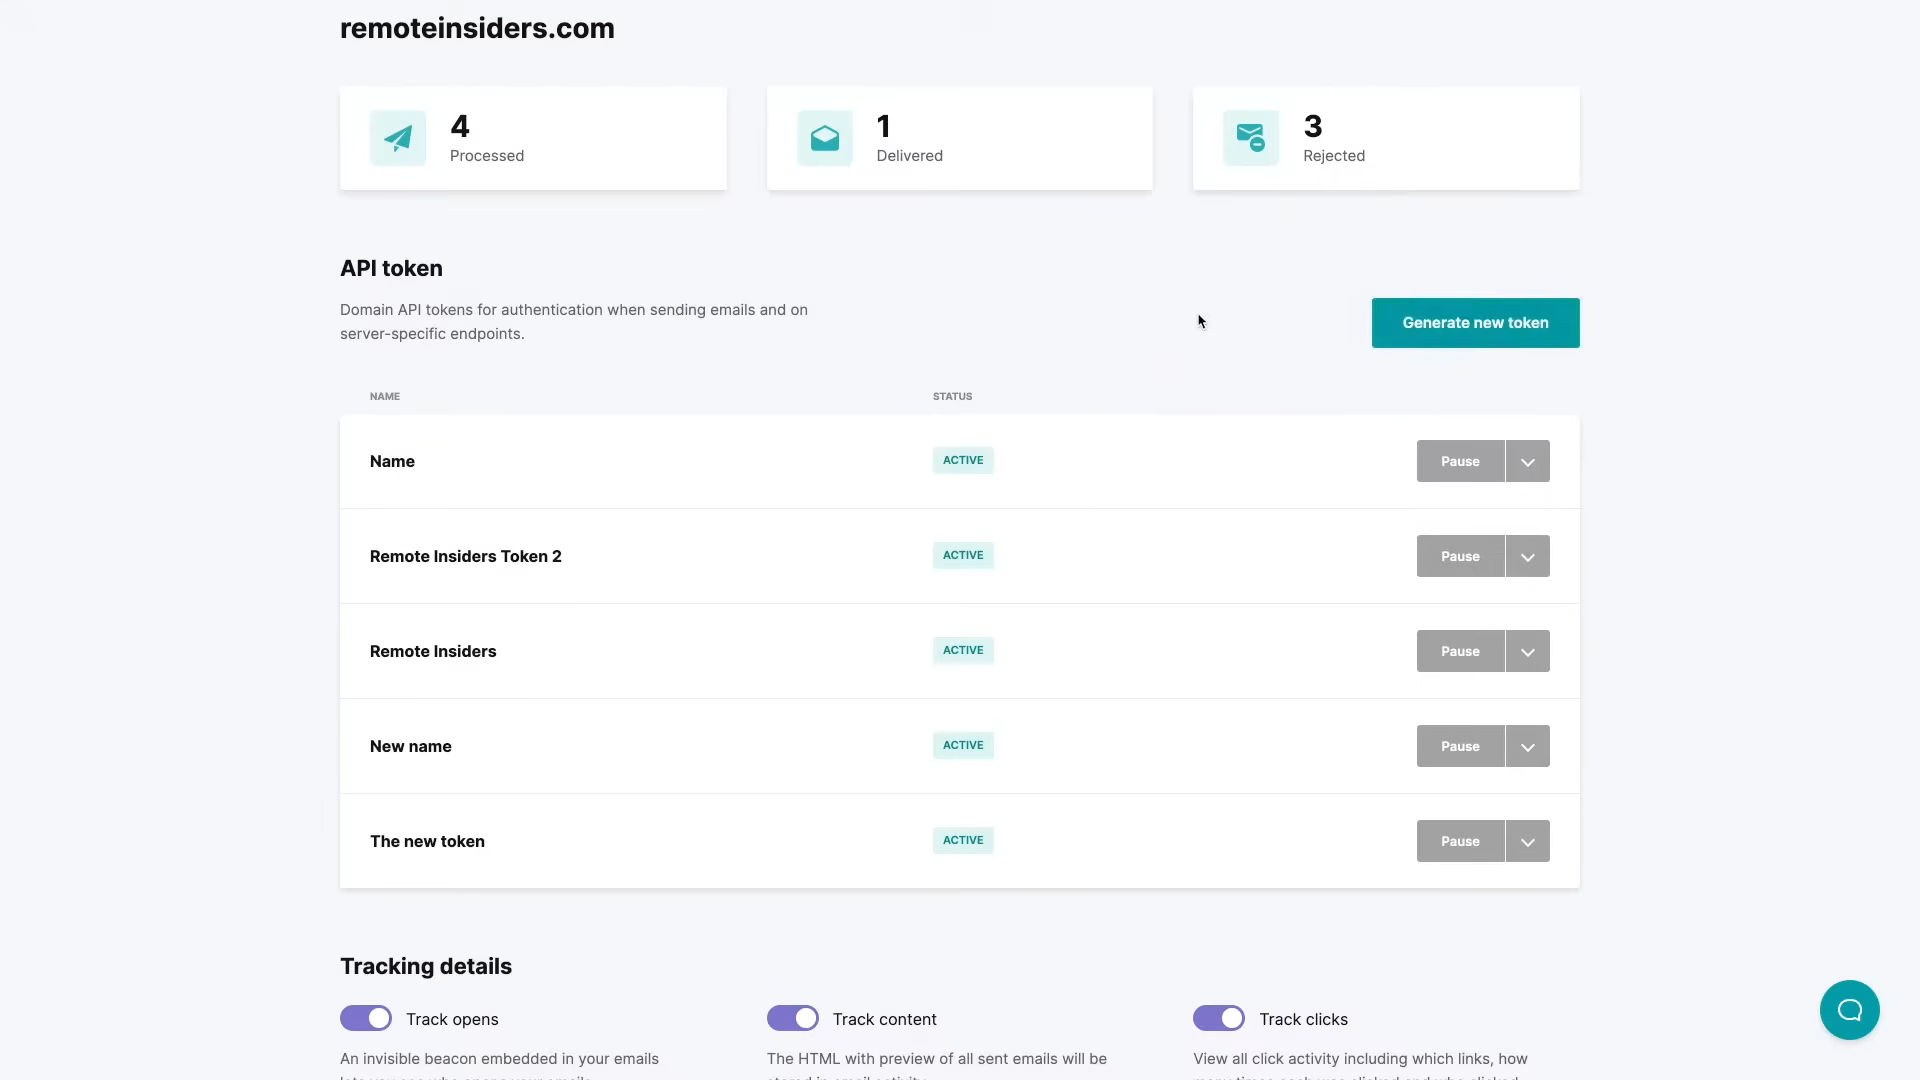 remoteinsiders.com
4
Processed
1
Delivered
3
Rejected
API token
Domain API tokens for authentication when sending emails and on
server-specific endpoints.
Generate new token
NAME
STATUS
Name
ACTIVE
Pause
Remote Insiders Token 2
ACTIVE
Pause
Remote Insiders
ACTIVE
Pause
New name
ACTIVE
Pause
The new token
ACTIVE
Pause
Tracking details
Track opens
Track content
Track clicks
An invisible beacon embedded in your emails
The HTML with preview of all sent emails will be
View all click activity including which links, how